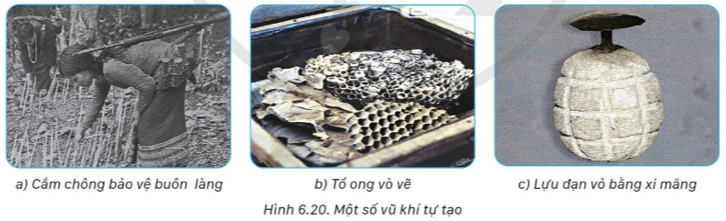 a) Cắm chông bảo vệ buôn làng
b) Tổ ong vò vẽ
c) Lựu đạn vỏ bằng xi măng
Hình 6.20. Một số vũ khí tự tạo